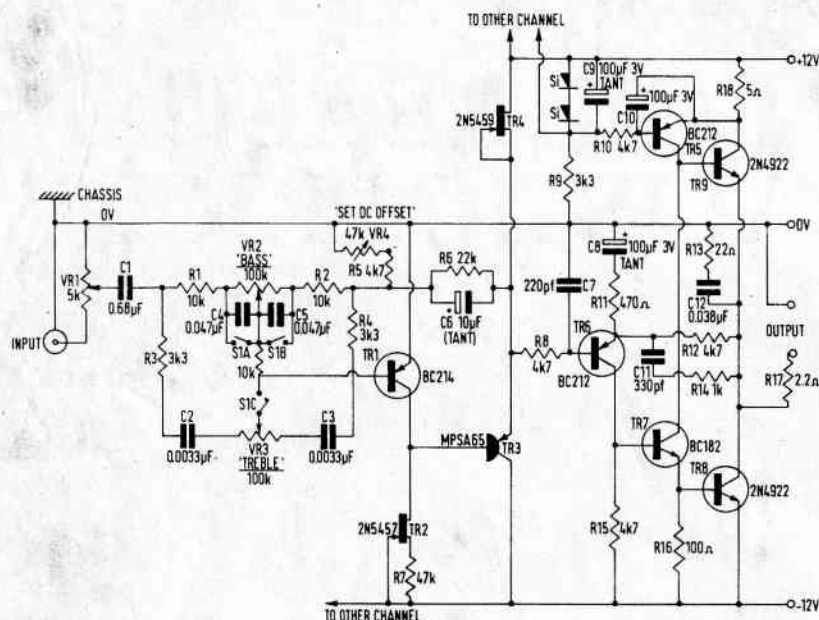 TO OTHER CHANNEL
+12V
C9 100µF 3V
TANT
R18 5Ω
Si
100µF 3V
Si
C10
2N5459
TR4
R10 4k7
BC212
TR5
2N4922
TR9
R9 3k3
CHASSIS
0V
0V
'SET DC OFFSET'
47k VR4
C8 100µF 3V
TANT
R13 22Ω
VR1
5k
C1
0.68µF
R1
10k
VR2
'BASS'
100k
R2
10k
R5 4k7
R6 22k
220pf C7
C6 10µF
(TANT)
R11 470Ω
C12
0.038µF
OUTPUT
C4
0.047µF
C5
0.047µF
R4
3k3
TR6
R12 4k7
INPUT
R3 3k3
S1A
S1B
TR1
R8
4k7
BC212
C11
330pf
R14 1k
R17
2.2Ω
10k
BC214
S1C
C2
0.0033µF
C3
0.0033µF
MPSA65
TR3
TR7
BC182
TR8
2N4922
VR3
'TREBLE'
100k
2N5457
TR2
R15 4k7
R16
100Ω
R7 47k
-12V
TO OTHER CHANNEL